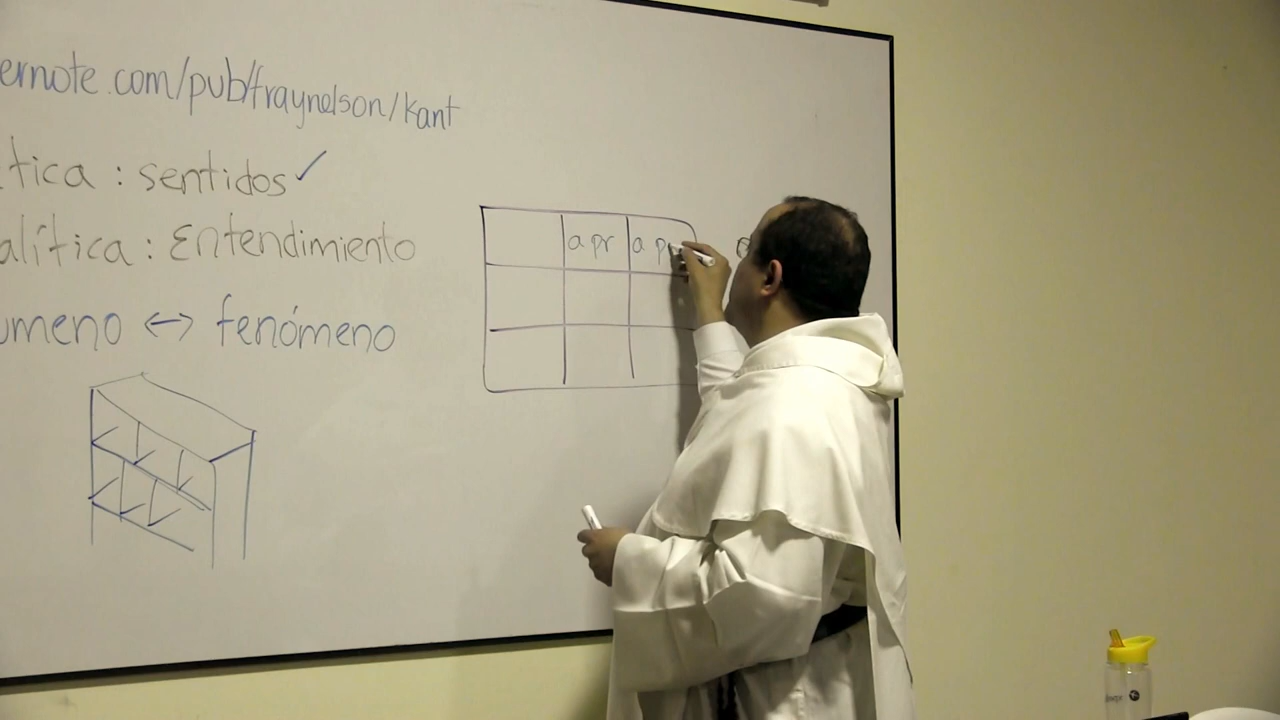 ernote.com/pub/fraynelson/kant
tica : sentidos ✓
alítica : Entendimiento
umeno ↔ fenómeno
a pr a p